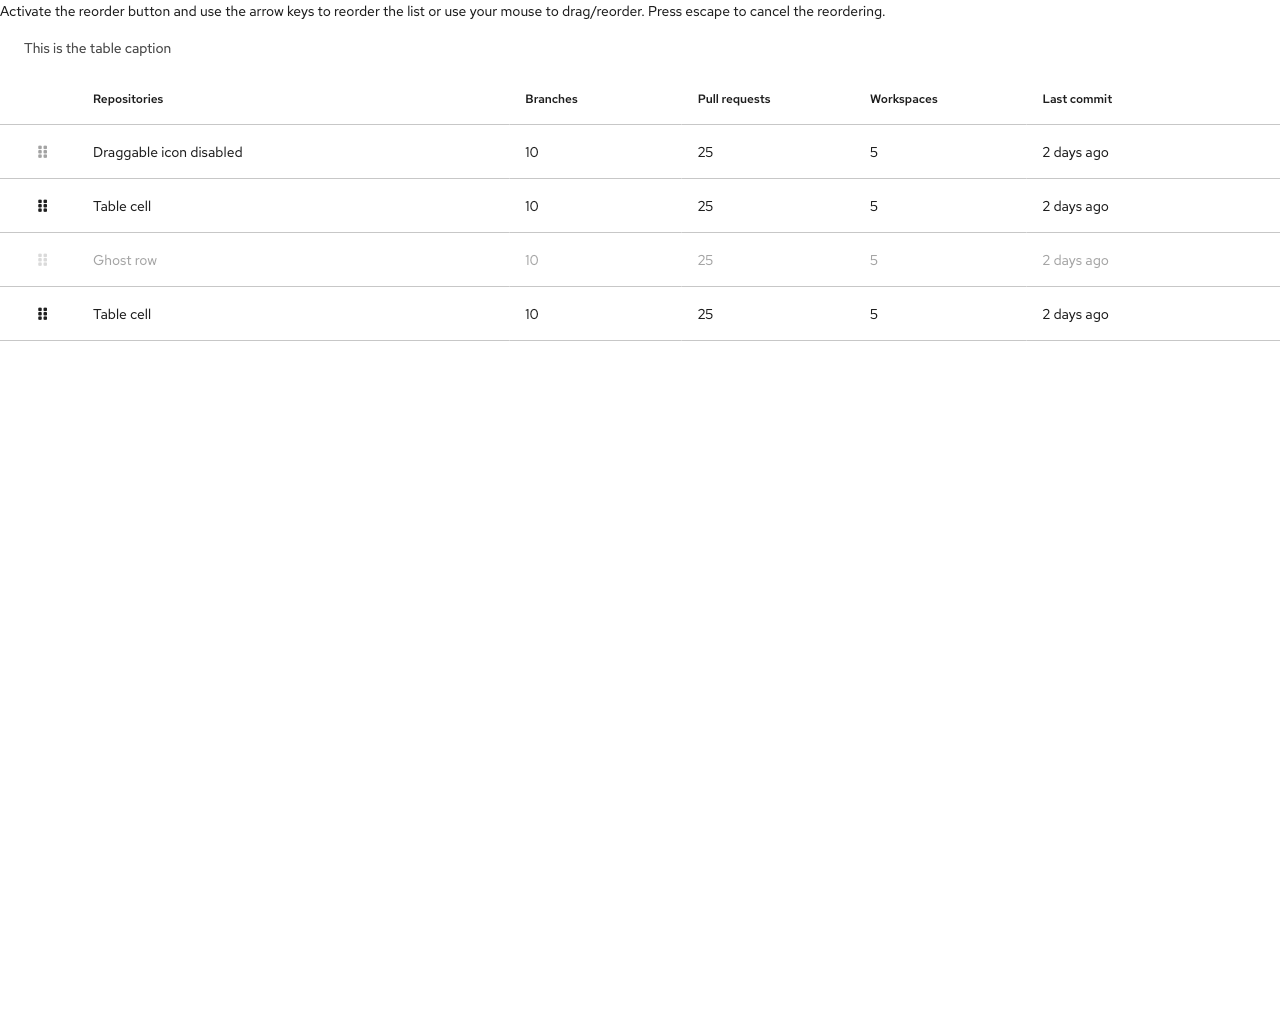 Activate the reorder button and use the arrow keys to reorder the list or use your mouse to drag/reorder. Press escape to cancel the reordering.
This is the table caption
Repositories Branches Pull requests Workspaces Last commit
Draggable icon disabled 10 25 5 2 days ago
Table cell 10 25 5 2 days ago
Ghost row 10 25 5 2 days ago
Table cell 10 25 5 2 days ago